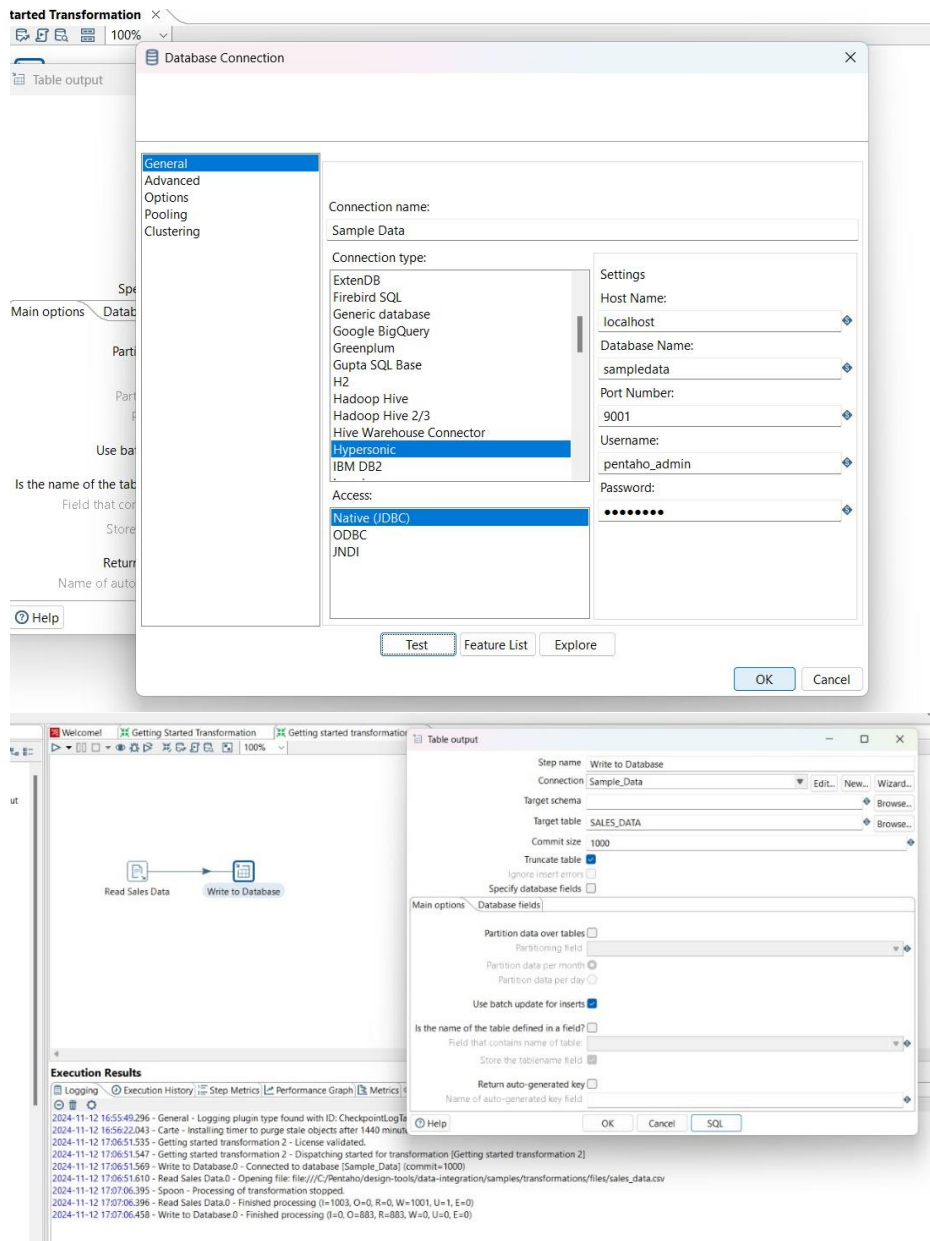 tarted Transformation
100%
Table output
Database Connection
General
Advanced
Options
Pooling
Clustering
Connection name:
Sample Data
Connection type:
ExtenDB
Firebird SQL
Generic database
Google BigQuery
Greenplum
Gupta SQL Base
H2
Hadoop Hive
Hadoop Hive 2/3
Hive Warehouse Connector
Hypersonic
IBM DB2
Access:
Native (JDBC)
ODBC
JNDI
Settings
Host Name:
localhost
Database Name:
sampledata
Port Number:
9001
Username:
pentaho_admin
Password:
●●●●●●●●
Spe
Main options Datab
Parti
Part
Use ba
Is the name of the tab
Field that cor
Store
Return
Name of auto
Help
Test Feature List Explore
OK Cancel
Welcome! Getting Started Transformation Getting started transformation
100%
ut
Read Sales Data Write to Database
Table output
Step name Write to Database
Connection Sample_Data Edit... New... Wizard...
Target schema Browse...
Target table SALES_DATA Browse...
Commit size 1000
Truncate table
Ignore insert errors
Specify database fields
Main options Database fields
Partition data over tables
Partitioning field
Partition data per month
Partition data per day
Use batch update for inserts
Is the name of the table defined in a field?
Field that contains name of table:
Store the tablename field
Return auto-generated key
Name of auto-generated key field
Help OK Cancel SQL
Execution Results
Logging Execution History Step Metrics Performance Graph Metrics
2024-11-12 16:55:49.296 - General - Logging plugin type found with ID: CheckpointLogTa
2024-11-12 16:56:22.043 - Carte - Installing timer to purge stale objects after 1440 minut
2024-11-12 17:06:51.535 - Getting started transformation 2 - License validated.
2024-11-12 17:06:51.547 - Getting started transformation 2 - Dispatching started for transformation [Getting started transformation 2]
2024-11-12 17:06:51.569 - Write to Database.0 - Connected to database [Sample_Data] (commit=1000)
2024-11-12 17:06:51.610 - Read Sales Data.0 - Opening file: file:///C:/Pentaho/design-tools/data-integration/samples/transformations/files/sales_data.csv
2024-11-12 17:07:06.395 - Spoon - Processing of transformation stopped.
2024-11-12 17:07:06.396 - Read Sales Data.0 - Finished processing (I=1003, O=0, R=0, W=1001, U=1, E=0)
2024-11-12 17:07:06.458 - Write to Database.0 - Finished processing (I=0, O=883, R=883, W=0, U=0, E=0)